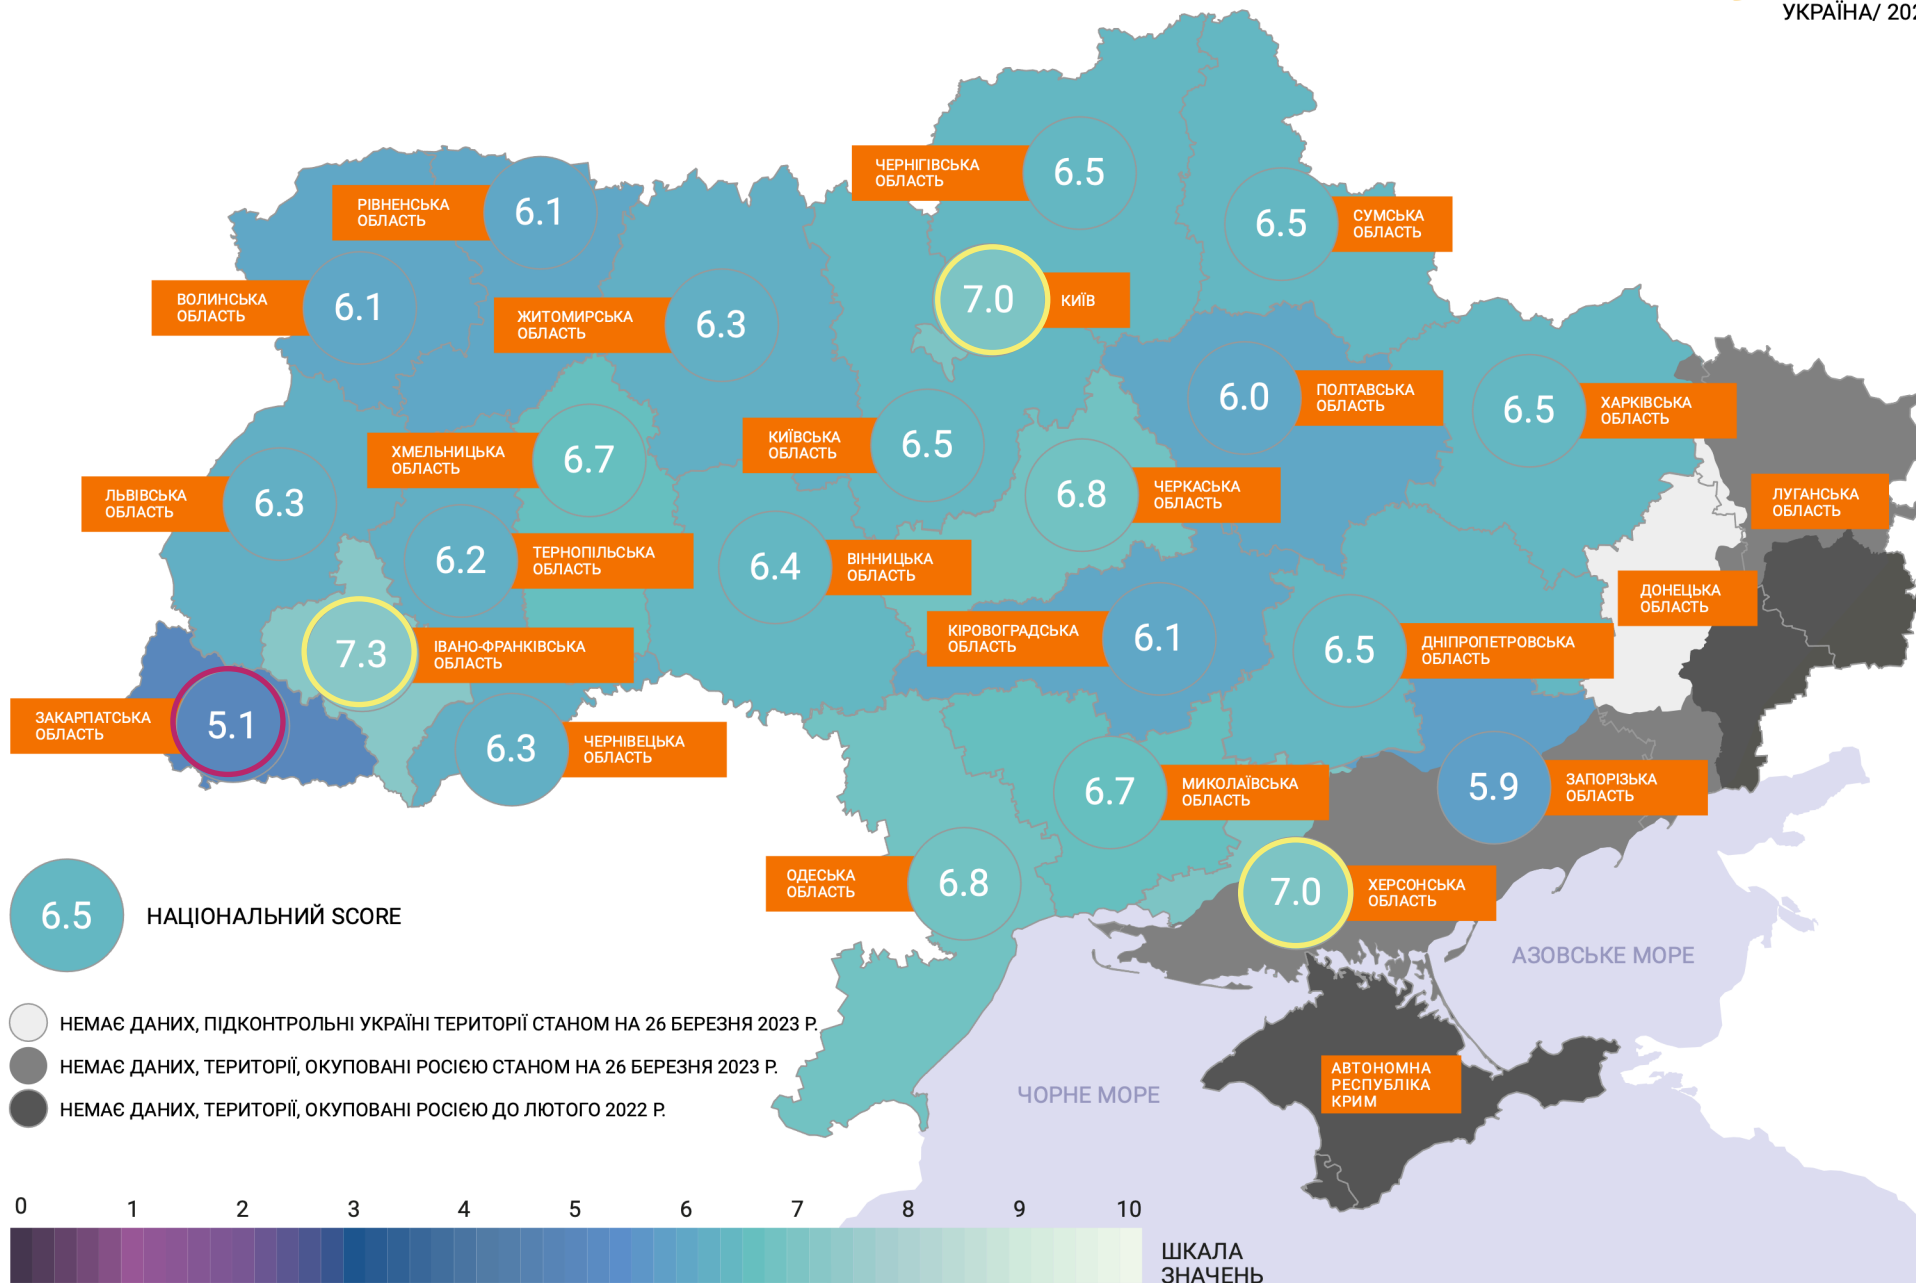 УКРАЇНА/ 202
ЧЕРНІГІВСЬКА
ОБЛАСТЬ
6.5
РІВНЕНСЬКА
ОБЛАСТЬ
6.1
6.5
СУМСЬКА
ОБЛАСТЬ
ВОЛИНСЬКА
ОБЛАСТЬ
6.1
7.0
КИЇВ
ЖИТОМИРСЬКА
ОБЛАСТЬ
6.3
6.0
ПОЛТАВСЬКА
ОБЛАСТЬ
6.5
ХАРКІВСЬКА
ОБЛАСТЬ
ХМЕЛЬНИЦЬКА
ОБЛАСТЬ
6.7
КИЇВСЬКА
ОБЛАСТЬ
6.5
ЛЬВІВСЬКА
ОБЛАСТЬ
6.3
6.8
ЧЕРКАСЬКА
ОБЛАСТЬ
ЛУГАНСЬКА
ОБЛАСТЬ
6.2
ТЕРНОПІЛЬСЬКА
ОБЛАСТЬ
6.4
ВІННИЦЬКА
ОБЛАСТЬ
ДОНЕЦЬКА
ОБЛАСТЬ
7.3
ІВАНО-ФРАНКІВСЬКА
ОБЛАСТЬ
КІРОВОГРАДСЬКА
ОБЛАСТЬ
6.1
6.5
ДНІПРОПЕТРОВСЬКА
ОБЛАСТЬ
ЗАКАРПАТСЬКА
ОБЛАСТЬ
5.1
6.3
ЧЕРНІВЕЦЬКА
ОБЛАСТЬ
6.7
МИКОЛАЇВСЬКА
ОБЛАСТЬ
5.9
ЗАПОРІЗЬКА
ОБЛАСТЬ
ОДЕСЬКА
ОБЛАСТЬ
6.8
7.0
ХЕРСОНСЬКА
ОБЛАСТЬ
6.5
НАЦІОНАЛЬНИЙ SCORE
АЗОВСЬКЕ МОРЕ
НЕМАЄ ДАНИХ, ПІДКОНТРОЛЬНІ УКРАЇНІ ТЕРИТОРІЇ СТАНОМ НА 26 БЕРЕЗНЯ 2023 Р.
НЕМАЄ ДАНИХ, ТЕРИТОРІЇ, ОКУПОВАНІ РОСІЄЮ СТАНОМ НА 26 БЕРЕЗНЯ 2023 Р.
НЕМАЄ ДАНИХ, ТЕРИТОРІЇ, ОКУПОВАНІ РОСІЄЮ ДО ЛЮТОГО 2022 Р.
ЧОРНЕ МОРЕ
АВТОНОМНА
РЕСПУБЛІКА
КРИМ
0 1 2 3 4 5 6 7 8 9 10
ШКАЛА
ЗНАЧЕНЬ